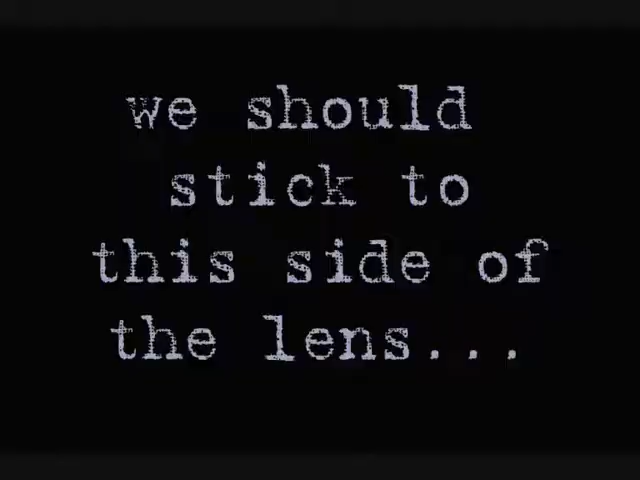 we should
stick to
this side of
the lens...